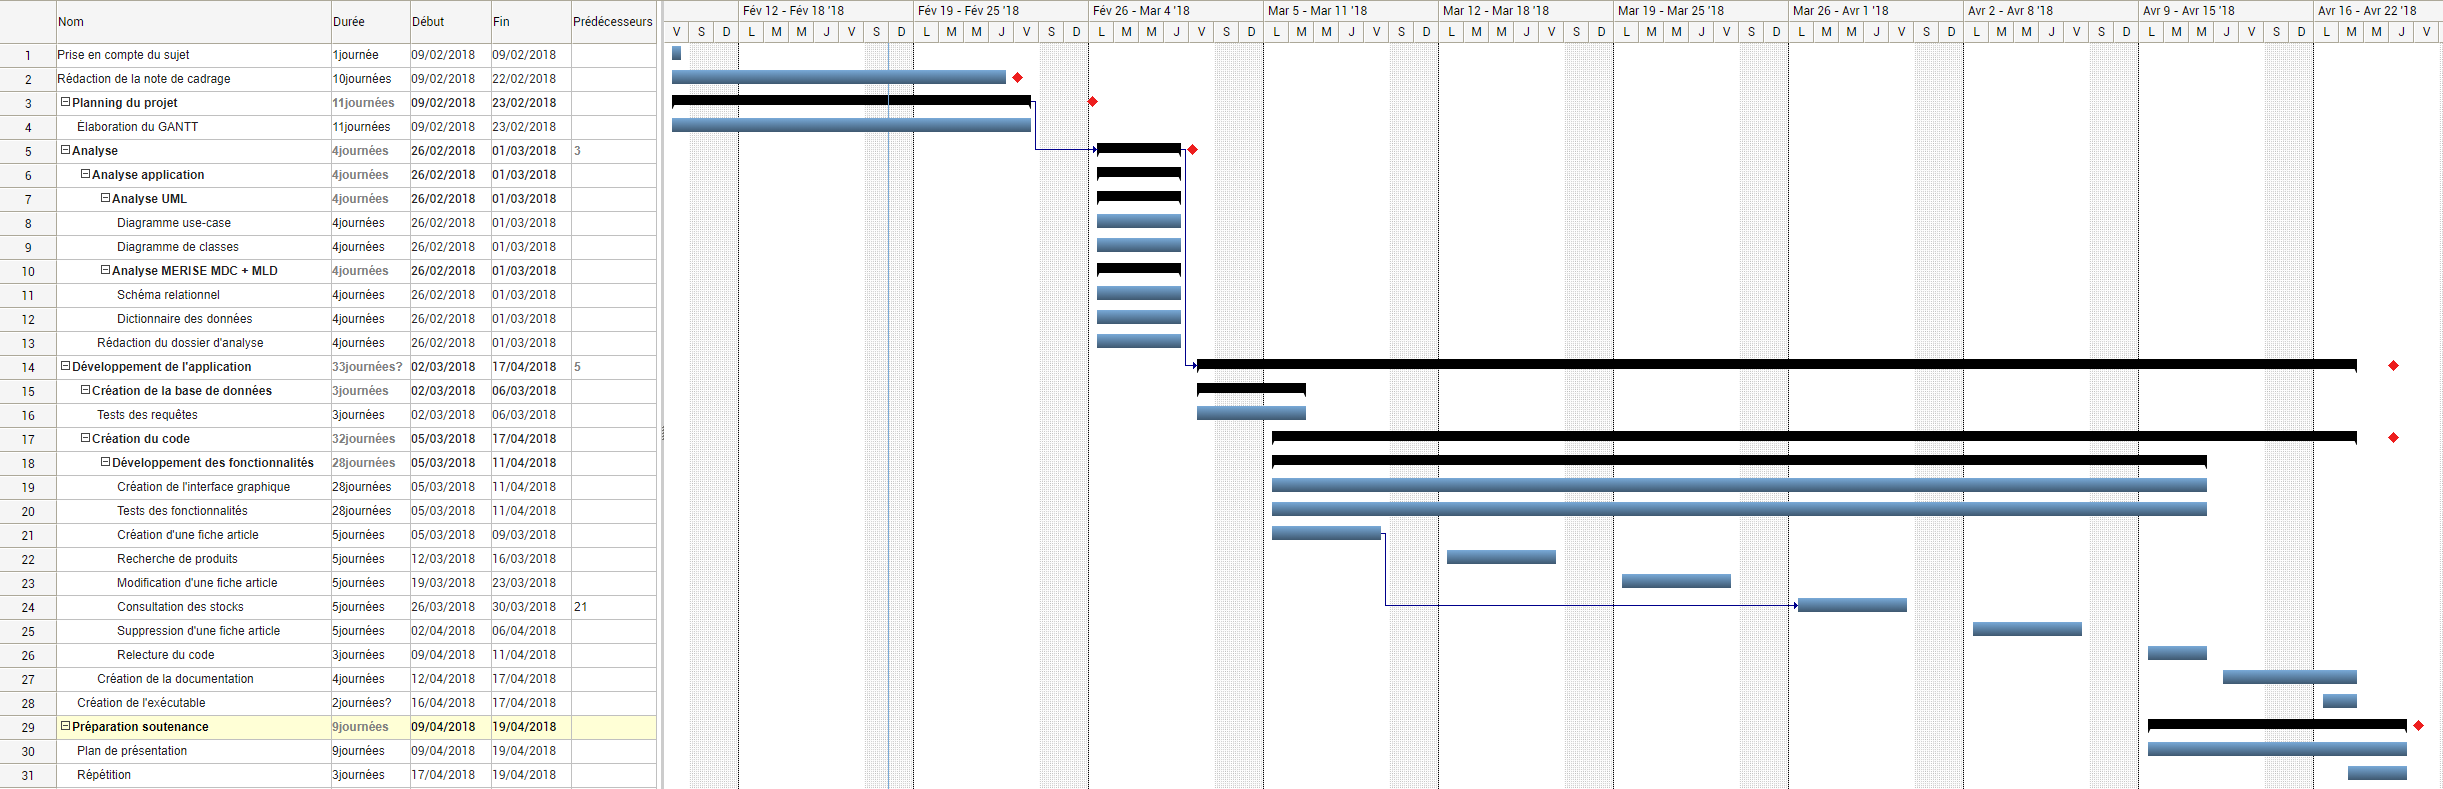 Nom Durée Début Fin Prédécesseurs
Fév 12 - Fév 18 '18 Fév 19 - Fév 25 '18 Fév 26 - Mar 4 '18 Mar 5 - Mar 11 '18 Mar 12 - Mar 18 '18 Mar 19 - Mar 25 '18 Mar 26 - Avr 1 '18 Avr 2 - Avr 8 '18 Avr 9 - Avr 15 '18 Avr 16 - Avr 22 '18
V S D L M M J V S D L M M J V S D L M M J V S D L M M J V S D L M M J V S D L M M J V S D L M M J V S D L M M J V S D L M M J V S D L M M J V
1 Prise en compte du sujet 1journée 09/02/2018 09/02/2018
2 Rédaction de la note de cadrage 10journées 09/02/2018 22/02/2018
3 Planning du projet 11journées 09/02/2018 23/02/2018
4 Élaboration du GANTT 11journées 09/02/2018 23/02/2018
5 Analyse 4journées 26/02/2018 01/03/2018 3
6 Analyse application 4journées 26/02/2018 01/03/2018
7 Analyse UML 4journées 26/02/2018 01/03/2018
8 Diagramme use-case 4journées 26/02/2018 01/03/2018
9 Diagramme de classes 4journées 26/02/2018 01/03/2018
10 Analyse MERISE MDC + MLD 4journées 26/02/2018 01/03/2018
11 Schéma relationnel 4journées 26/02/2018 01/03/2018
12 Dictionnaire des données 4journées 26/02/2018 01/03/2018
13 Rédaction du dossier d'analyse 4journées 26/02/2018 01/03/2018
14 Développement de l'application 33journées? 02/03/2018 17/04/2018 5
15 Création de la base de données 3journées 02/03/2018 06/03/2018
16 Tests des requêtes 3journées 02/03/2018 06/03/2018
17 Création du code 32journées 05/03/2018 17/04/2018
18 Développement des fonctionnalités 28journées 05/03/2018 11/04/2018
19 Création de l'interface graphique 28journées 05/03/2018 11/04/2018
20 Tests des fonctionnalités 28journées 05/03/2018 11/04/2018
21 Création d'une fiche article 5journées 05/03/2018 09/03/2018
22 Recherche de produits 5journées 12/03/2018 16/03/2018
23 Modification d'une fiche article 5journées 19/03/2018 23/03/2018
24 Consultation des stocks 5journées 26/03/2018 30/03/2018 21
25 Suppression d'une fiche article 5journées 02/04/2018 06/04/2018
26 Relecture du code 3journées 09/04/2018 11/04/2018
27 Création de la documentation 4journées 12/04/2018 17/04/2018
28 Création de l'exécutable 2journées? 16/04/2018 17/04/2018
29 Préparation soutenance 9journées 09/04/2018 19/04/2018
30 Plan de présentation 9journées 09/04/2018 19/04/2018
31 Répétition 3journées 17/04/2018 19/04/2018